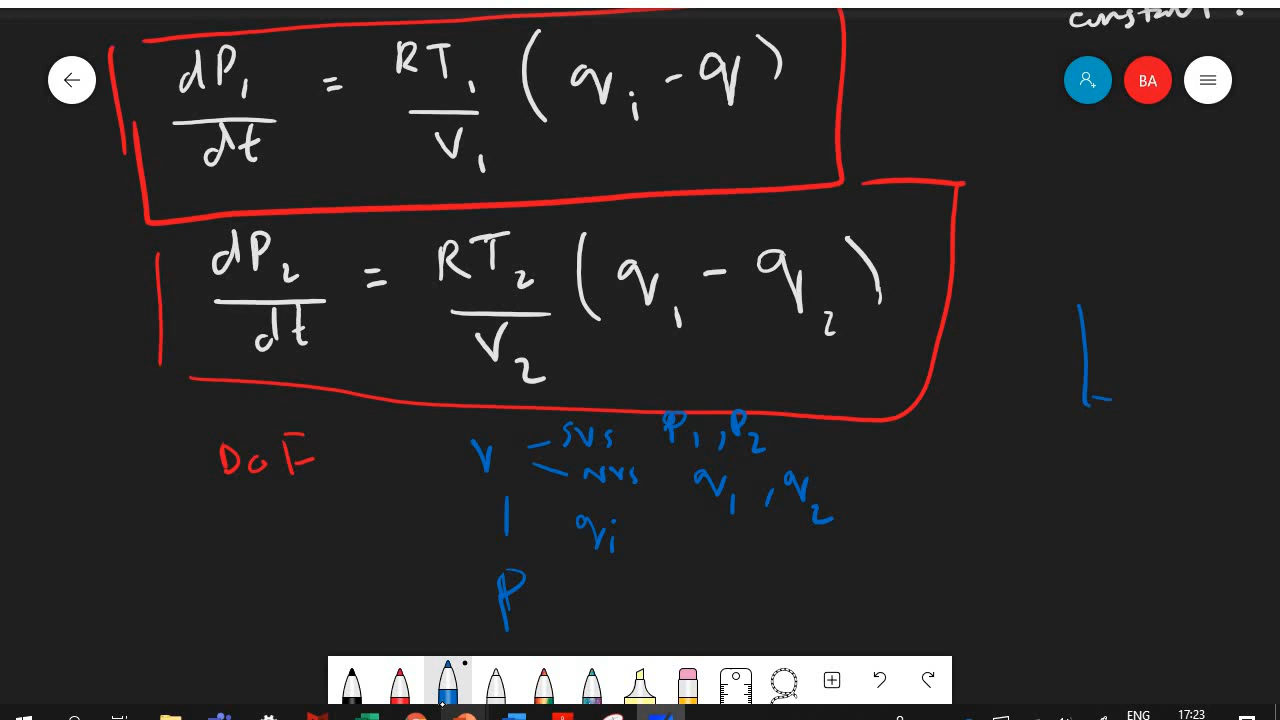 constant.
BA
dP₁/dt = RT₁/V₁ (qᵢ - q)
dP₂/dt = RT₂/V₂ (q₁ - q₂)
DoF
V - SVs P₁, P₂
- NVs q₁, q₂
| qᵢ
P
ENG 17:23